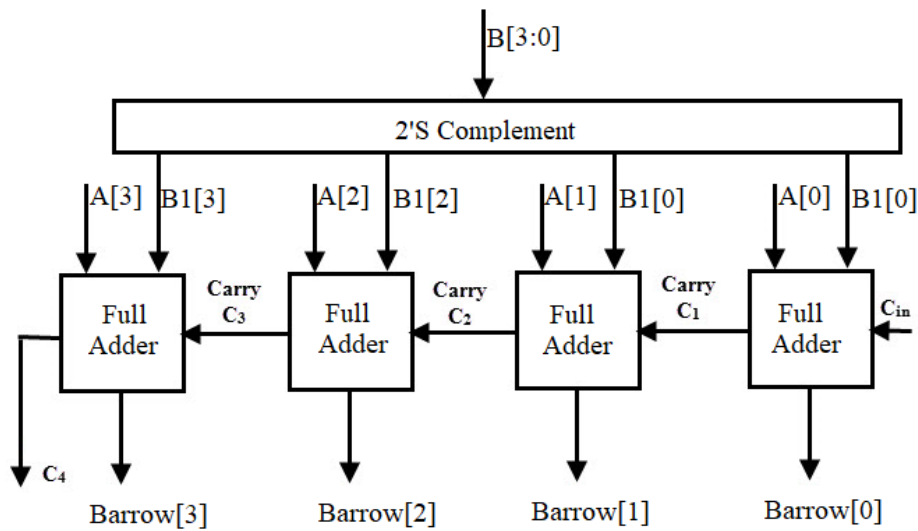 B[3:0]
2'S Complement
A[3] B1[3] A[2] B1[2] A[1] B1[0] A[0] B1[0]
Full Adder
Carry C₃
Full Adder
Carry C₂
Full Adder
Carry C₁
Full Adder
Cᵢₙ
C₄
Barrow[3] Barrow[2] Barrow[1] Barrow[0]